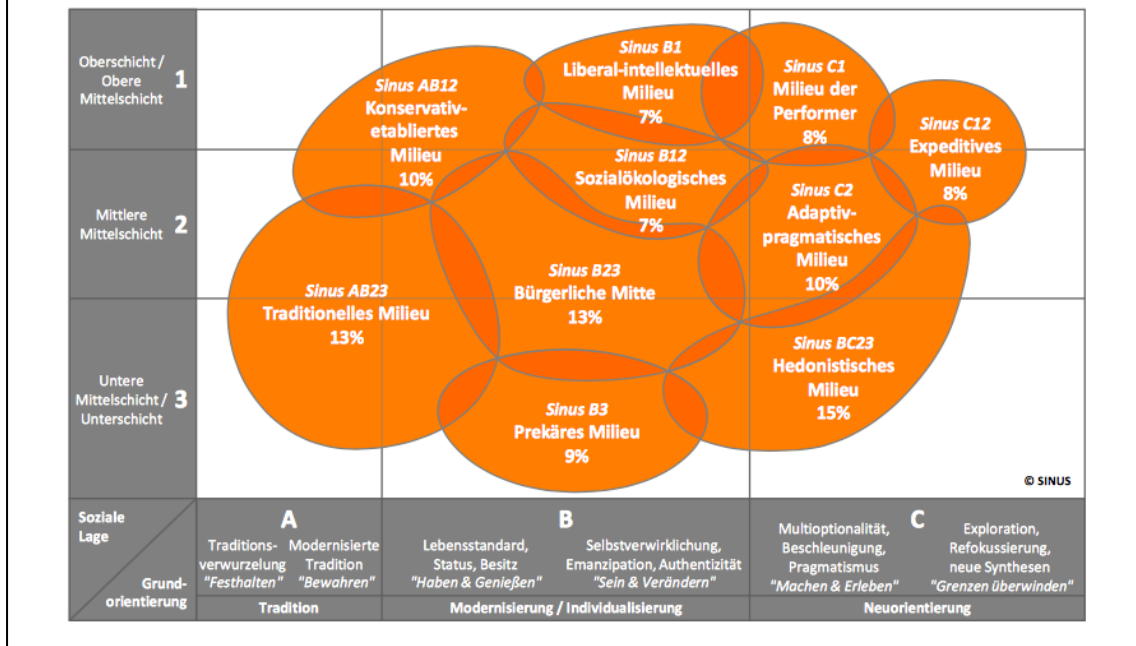 Oberschicht /
Obere
Mittelschicht
1
Mittlere
Mittelschicht
2
Untere
Mittelschicht /
Unterschicht
3
Sinus AB12
Konservativ-
etabliertes
Milieu
10%
Sinus B1
Liberal-intellektuelles
Milieu
7%
Sinus C1
Milieu der
Performer
8%
Sinus C12
Expeditives
Milieu
8%
Sinus B12
Sozialökologisches
Milieu
7%
Sinus C2
Adaptiv-
pragmatisches
Milieu
10%
Sinus AB23
Traditionelles Milieu
13%
Sinus B23
Bürgerliche Mitte
13%
Sinus BC23
Hedonistisches
Milieu
15%
Sinus B3
Prekäres Milieu
9%
© SINUS
Soziale
Lage
Grund-
orientierung
A
Traditions-
verwurzelung
"Festhalten"
Modernisierte
Tradition
"Bewahren"
Tradition
B
Lebensstandard,
Status, Besitz
"Haben & Genießen"
Selbstverwirklichung,
Emanzipation, Authentizität
"Sein & Verändern"
Modernisierung / Individualisierung
C
Multioptionalität,
Beschleunigung,
Pragmatismus
"Machen & Erleben"
Exploration,
Refokussierung,
neue Synthesen
"Grenzen überwinden"
Neuorientierung